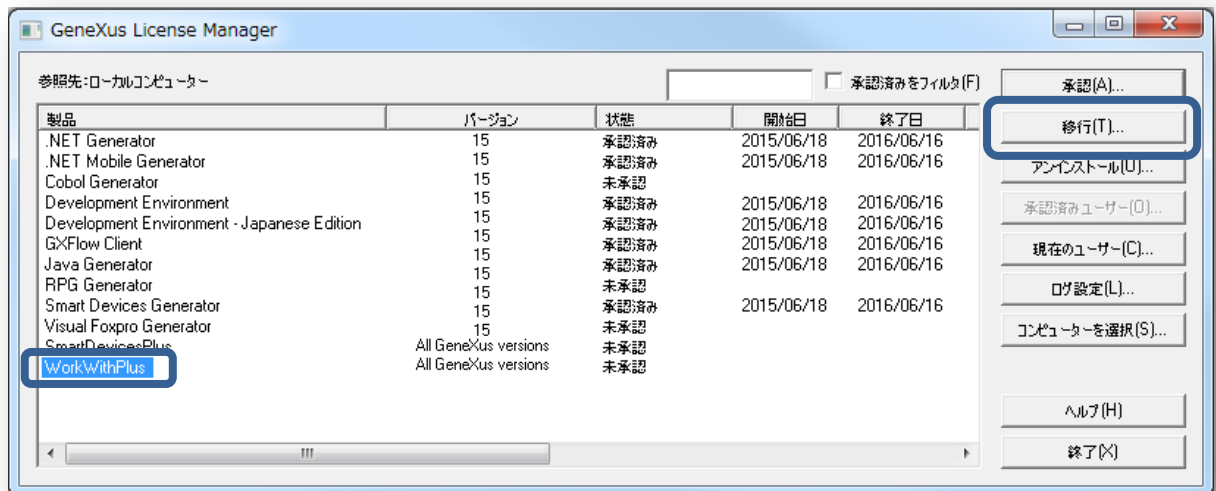 GeneXus License Manager
参照先:ローカルコンピューター
承認済みをフィルタ(F)
承認(A)...
製品 バージョン 状態 開始日 終了日
移行(T)...
.NET Generator 15 承認済み 2015/06/18 2016/06/16
.NET Mobile Generator 15 承認済み 2015/06/18 2016/06/16
アンインストール(U)...
Cobol Generator 15 未承認
Development Environment 15 承認済み 2015/06/18 2016/06/16
承認済みユーザー(O)...
Development Environment - Japanese Edition 15 承認済み 2015/06/18 2016/06/16
GXFlow Client 15 承認済み 2015/06/18 2016/06/16
現在のユーザー(C)...
Java Generator 15 承認済み 2015/06/18 2016/06/16
RPG Generator 15 未承認
ログ設定(L)...
Smart Devices Generator 15 承認済み 2015/06/18 2016/06/16
Visual Foxpro Generator 15 未承認
コンピューターを選択(S)...
SmartDevicesPlus All GeneXus versions 未承認
WorkWithPlus All GeneXus versions 未承認
ヘルプ(H)
終了(X)